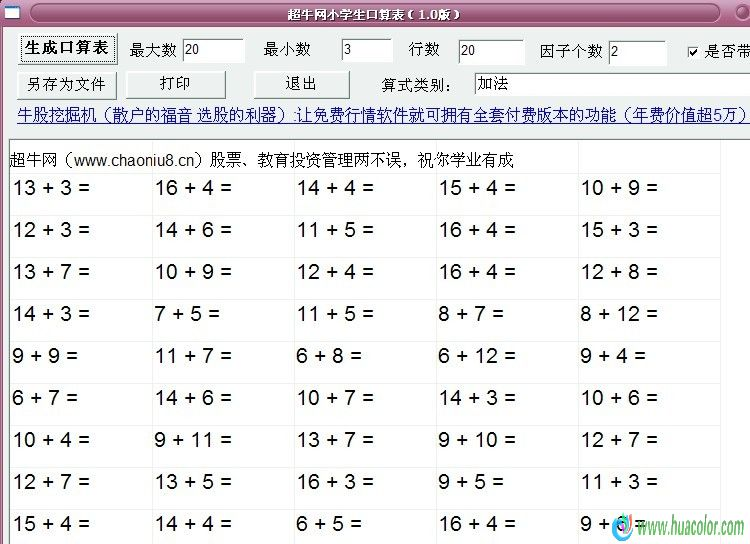 超牛网小学生口算表(1.0版)
生成口算表 最大数 20 最小数 3 行数 20 因子个数 2 是否带
另存为文件 打印 退出 算式类别： 加法
牛股挖掘机（散户的福音 选股的利器）:让免费行情软件就可拥有全套付费版本的功能（年费价值超5万）
超牛网（www.chaoniu8.cn）股票、教育投资管理两不误，祝你学业有成
13 + 3 = 16 + 4 = 14 + 4 = 15 + 4 = 10 + 9 =
12 + 3 = 14 + 6 = 11 + 5 = 16 + 4 = 15 + 3 =
13 + 7 = 10 + 9 = 12 + 4 = 16 + 4 = 12 + 8 =
14 + 3 = 7 + 5 = 11 + 5 = 8 + 7 = 8 + 12 =
9 + 9 = 11 + 7 = 6 + 8 = 6 + 12 = 9 + 4 =
6 + 7 = 14 + 6 = 10 + 7 = 14 + 3 = 10 + 6 =
10 + 4 = 9 + 11 = 13 + 7 = 9 + 10 = 12 + 7 =
12 + 7 = 13 + 5 = 16 + 3 = 9 + 5 = 11 + 3 =
15 + 4 = 14 + 4 = 6 + 5 = 16 + 4 = 9 +
www.huacolor.com